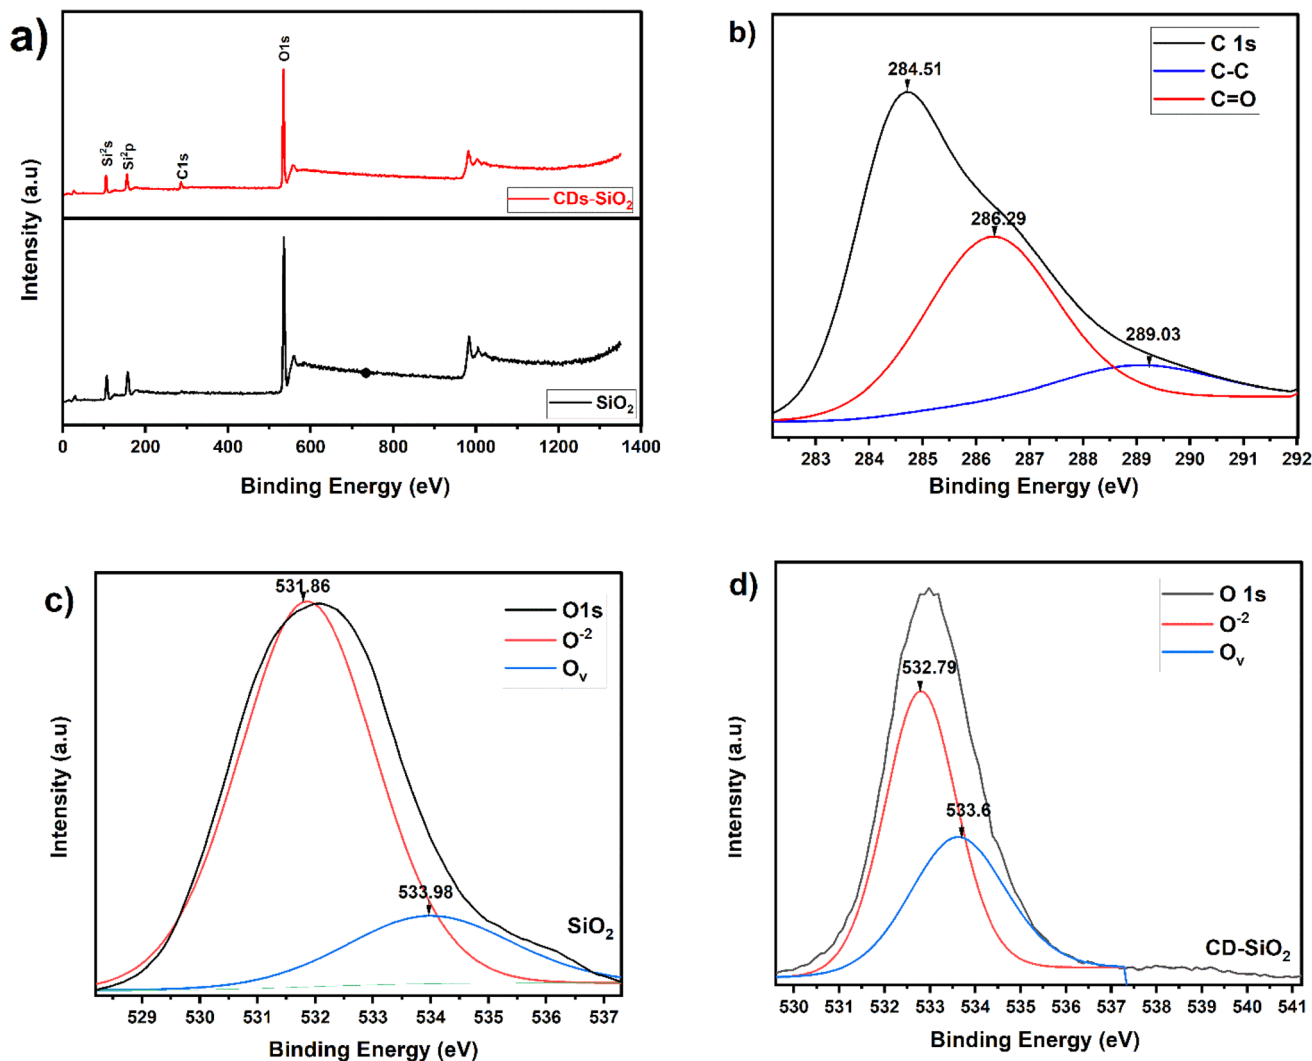 a)
O1s
Si²s
Si²p
C1s
CDs-SiO₂
SiO₂
Intensity (a.u)
0 200 400 600 800 1000 1200 1400
Binding Energy (eV)
b)
C 1s
C-C
C=O
284.51
286.29
289.03
Intensity (a.u)
283 284 285 286 287 288 289 290 291 292
Binding Energy (eV)
c)
531.86
O1s
O⁻²
Oᵥ
533.98
SiO₂
Intensity (a.u)
529 530 531 532 533 534 535 536 537
Binding Energy (eV)
d)
O 1s
O⁻²
Oᵥ
532.79
533.6
CD-SiO₂
Intensity (a.u)
530 531 532 533 534 535 536 537 538 539 540 541
Binding Energy (eV)